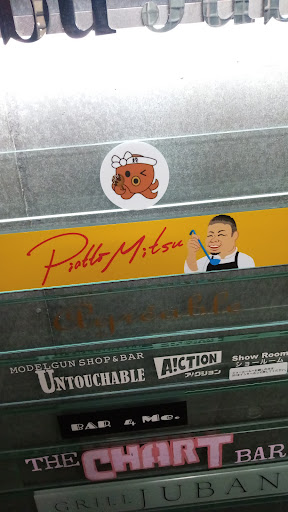 Piatto Mitsu
MODELGUN SHOP & BAR
UNTOUCHABLE
A!CTION
アクション
Show Room
ショールーム
BAR 4 Me.
THE CHART BAR
GRILL JUBAN